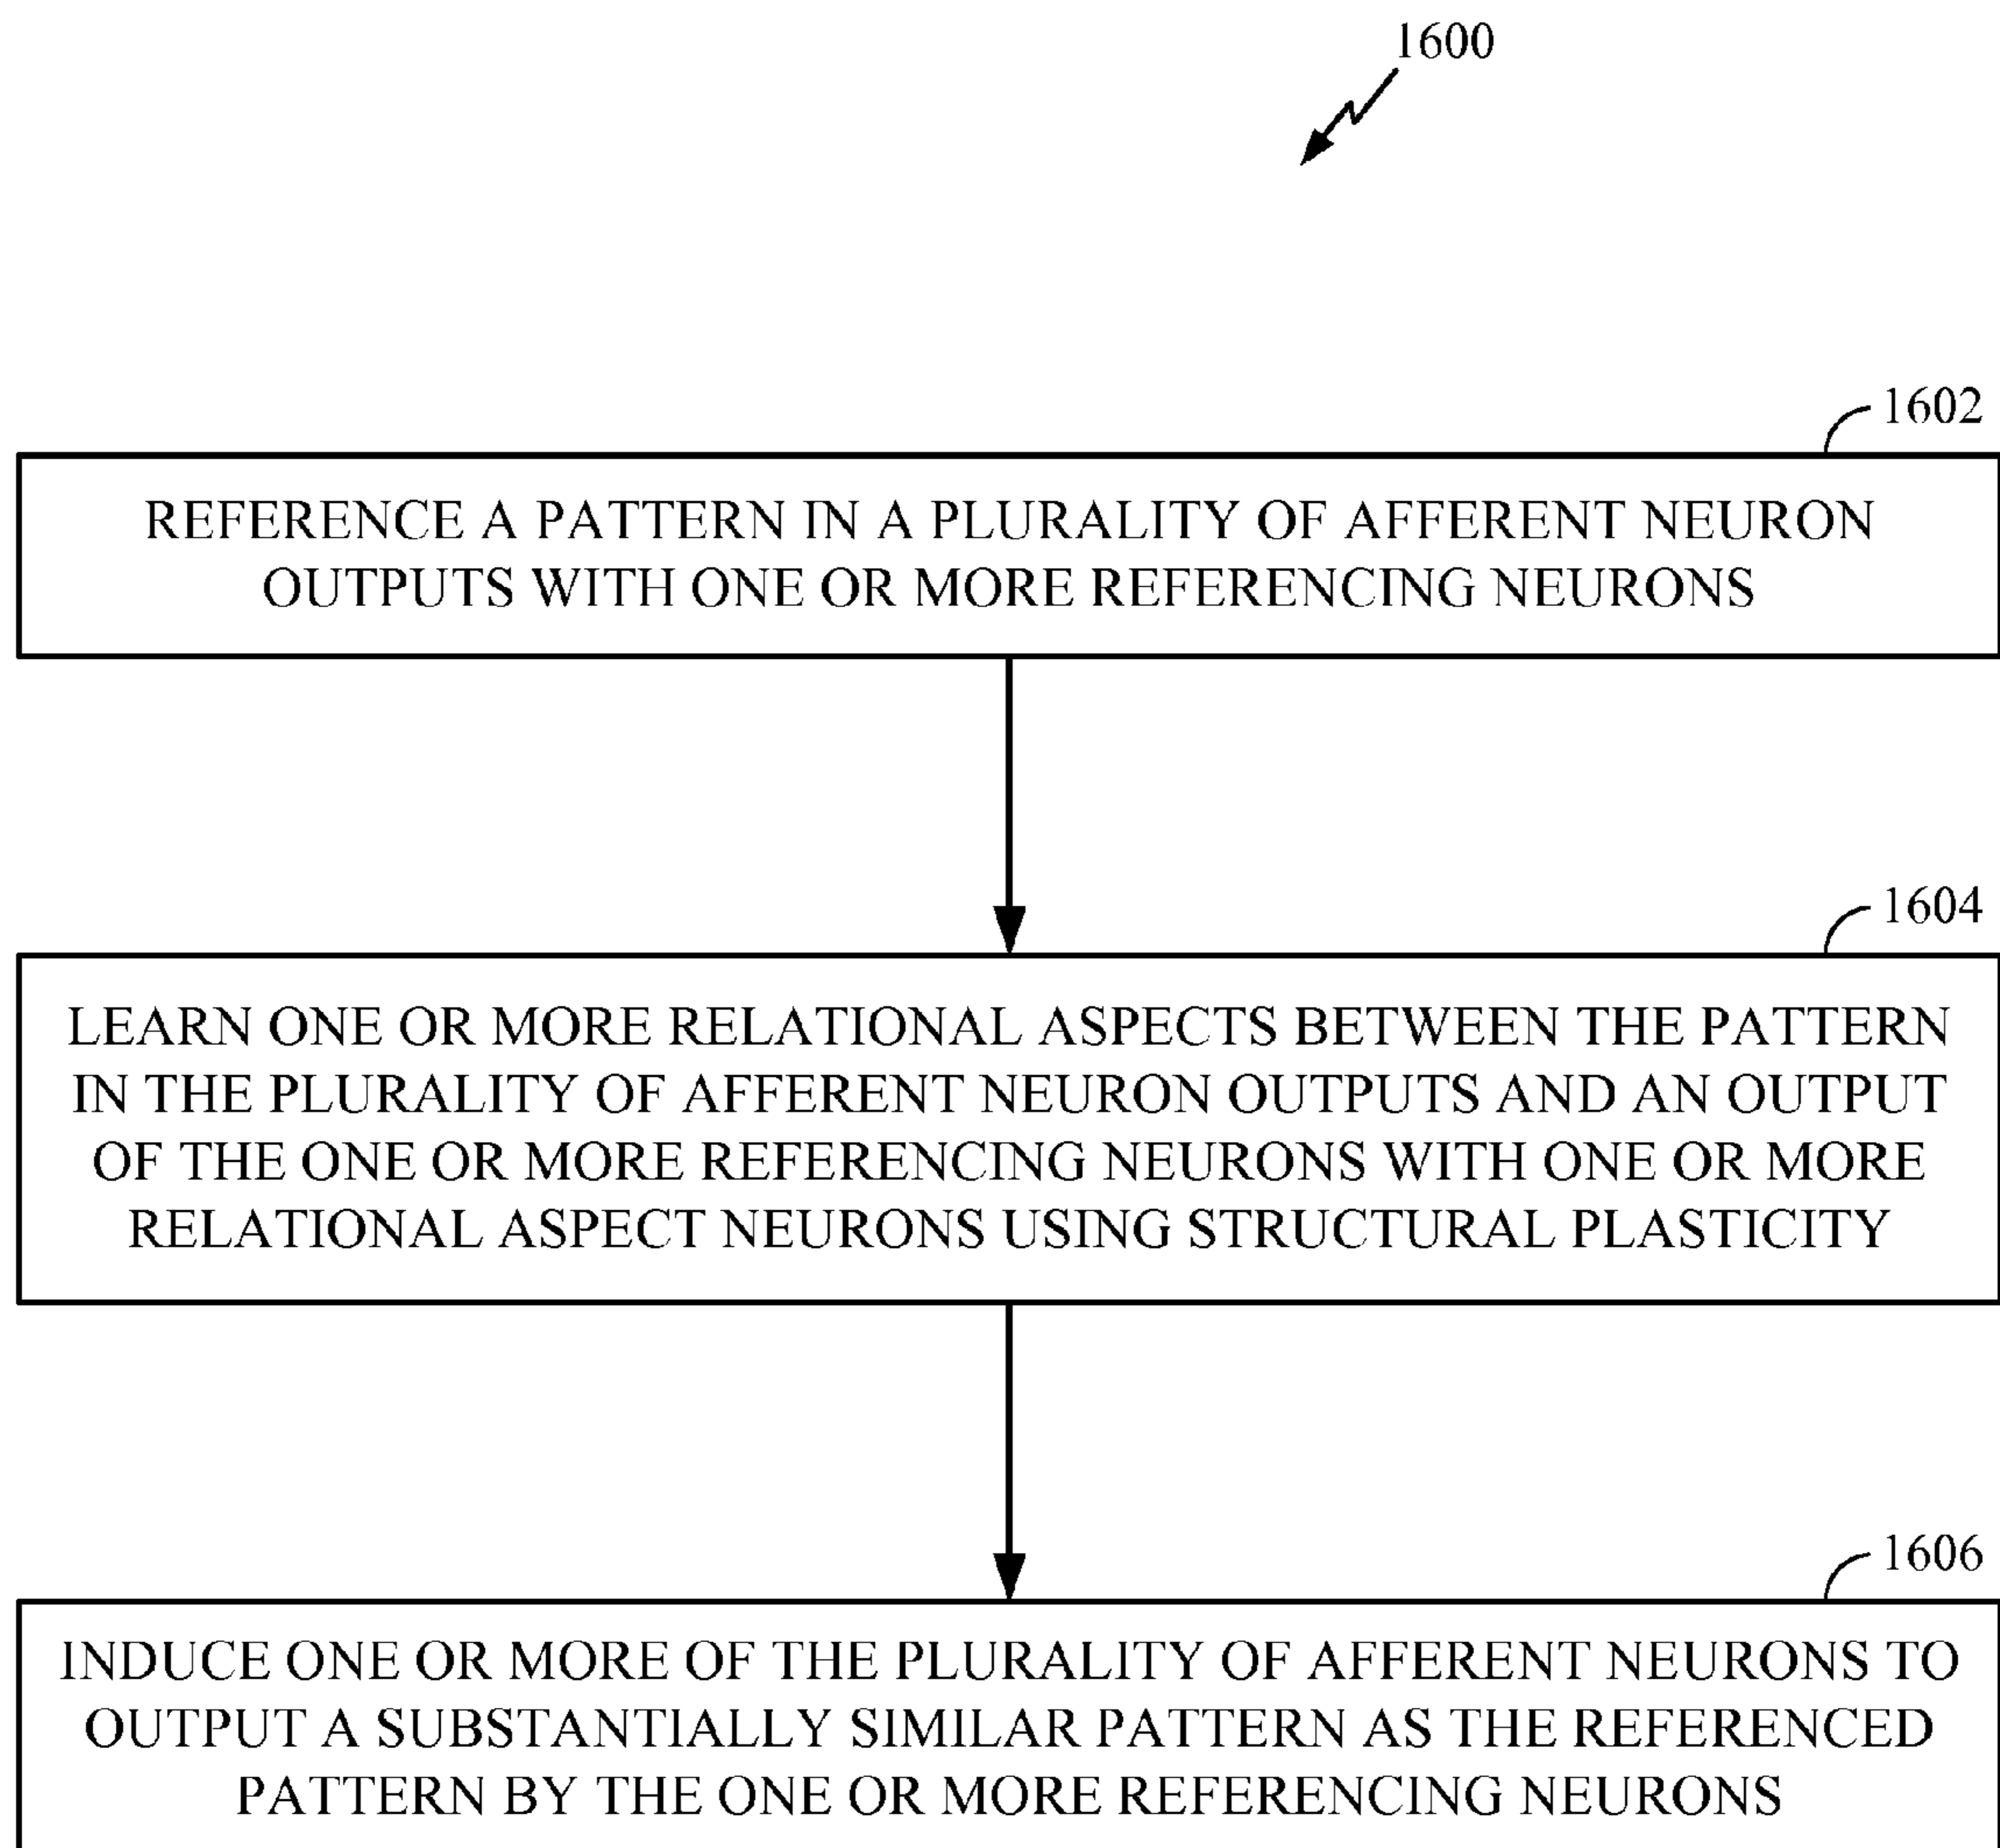 1600
1602
REFERENCE A PATTERN IN A PLURALITY OF AFFERENT NEURON
OUTPUTS WITH ONE OR MORE REFERENCING NEURONS
1604
LEARN ONE OR MORE RELATIONAL ASPECTS BETWEEN THE PATTERN
IN THE PLURALITY OF AFFERENT NEURON OUTPUTS AND AN OUTPUT
OF THE ONE OR MORE REFERENCING NEURONS WITH ONE OR MORE
RELATIONAL ASPECT NEURONS USING STRUCTURAL PLASTICITY
1606
INDUCE ONE OR MORE OF THE PLURALITY OF AFFERENT NEURONS TO
OUTPUT A SUBSTANTIALLY SIMILAR PATTERN AS THE REFERENCED
PATTERN BY THE ONE OR MORE REFERENCING NEURONS